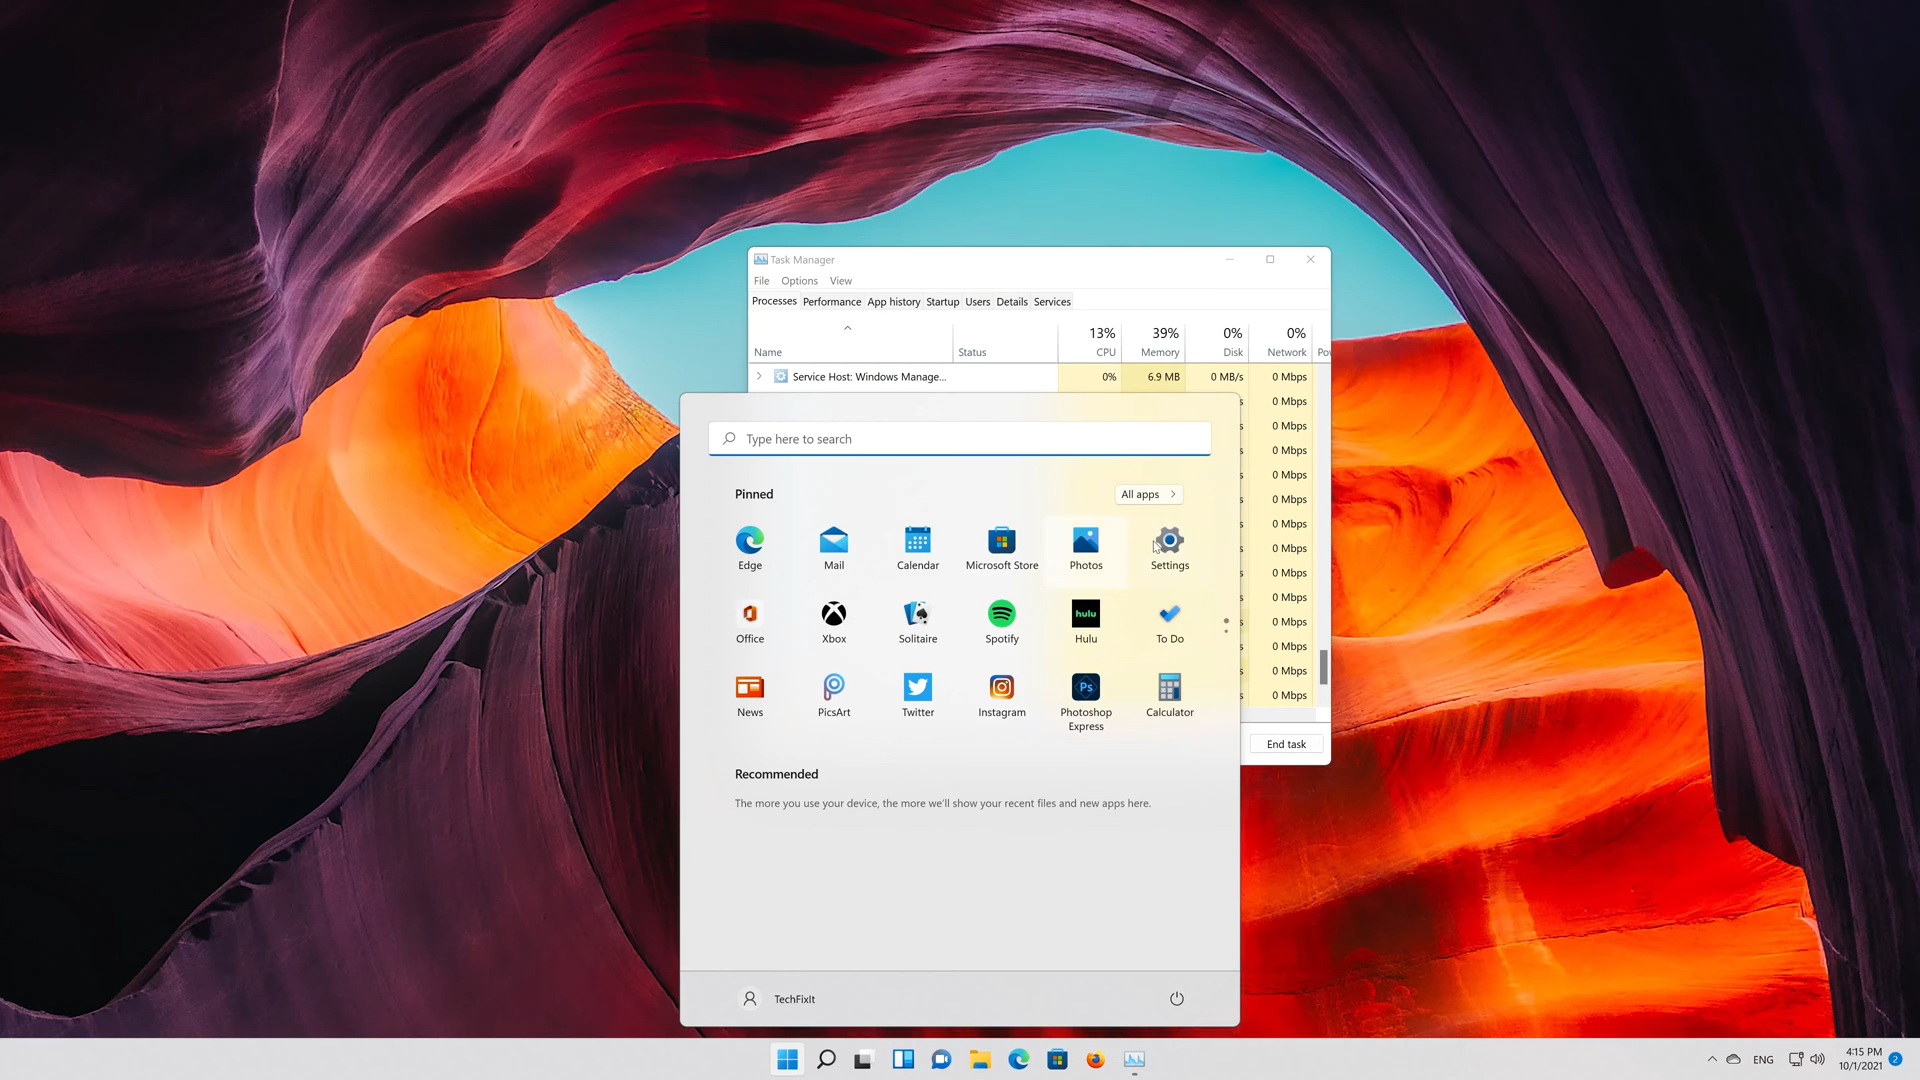 Task Manager
File Options View
Processes Performance App history Startup Users Details Services
13% 39% 0% 0%
Name Status CPU Memory Disk Network
Service Host: Windows Manage... 0% 6.9 MB 0 MB/s 0 Mbps
s 0 Mbps
s 0 Mbps
s 0 Mbps
s 0 Mbps
s 0 Mbps
s 0 Mbps
s 0 Mbps
s 0 Mbps
s 0 Mbps
s 0 Mbps
s 0 Mbps
s 0 Mbps
s 0 Mbps
End task
Type here to search
Pinned All apps
Edge Mail Calendar Microsoft Store Photos Settings
hulu
Office Xbox Solitaire Spotify Hulu To Do
Ps
News PicsArt Twitter Instagram Photoshop Express Calculator
Recommended
The more you use your device, the more we'll show your recent files and new apps here.
TechFixIt
ENG 4:15 PM 2
10/1/2021